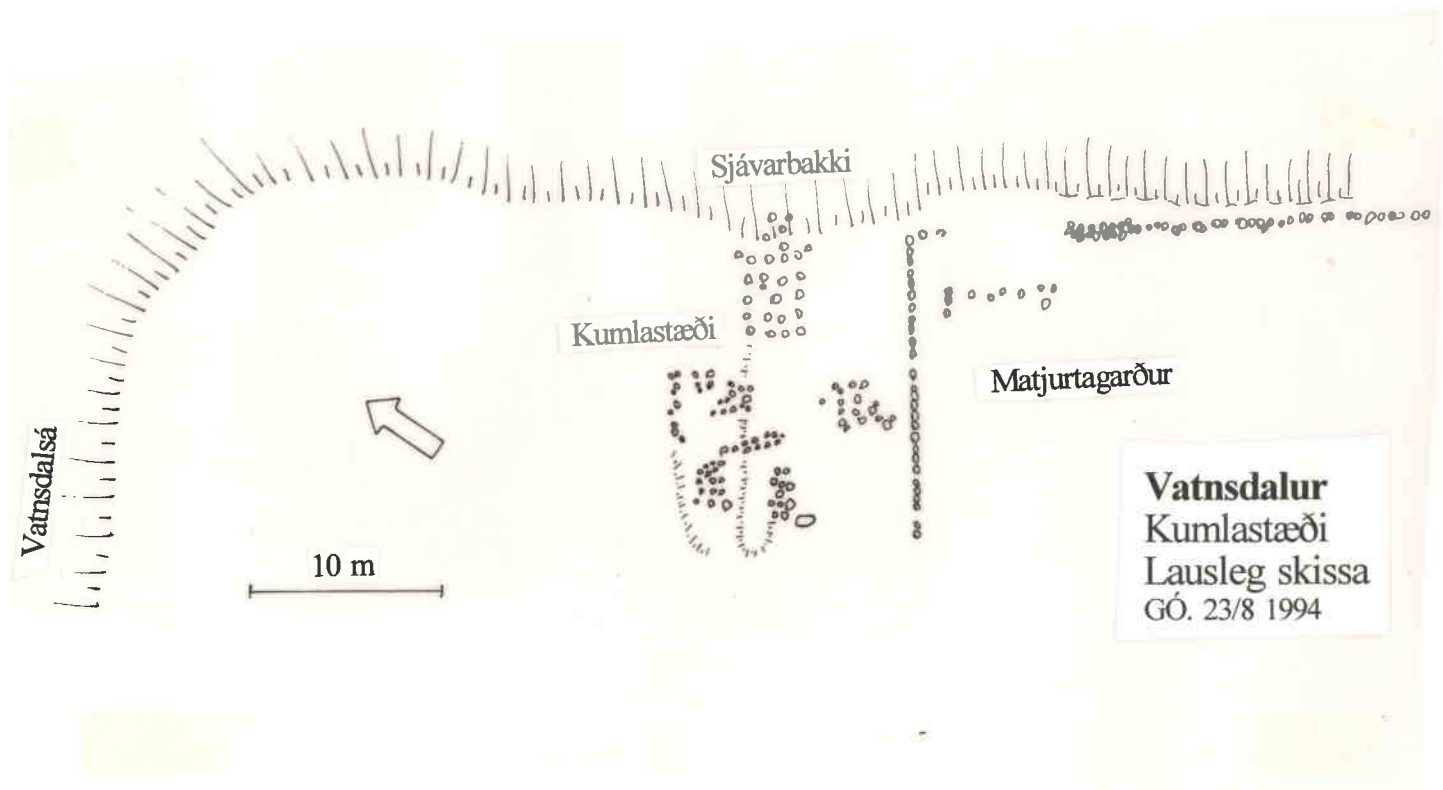 Sjávarbakki
Kumlastæði
Matjurtagarður
Vatnsdalsá
10 m
Vatnsdalur
Kumlastæði
Lausleg skissa
GÓ. 23/8 1994